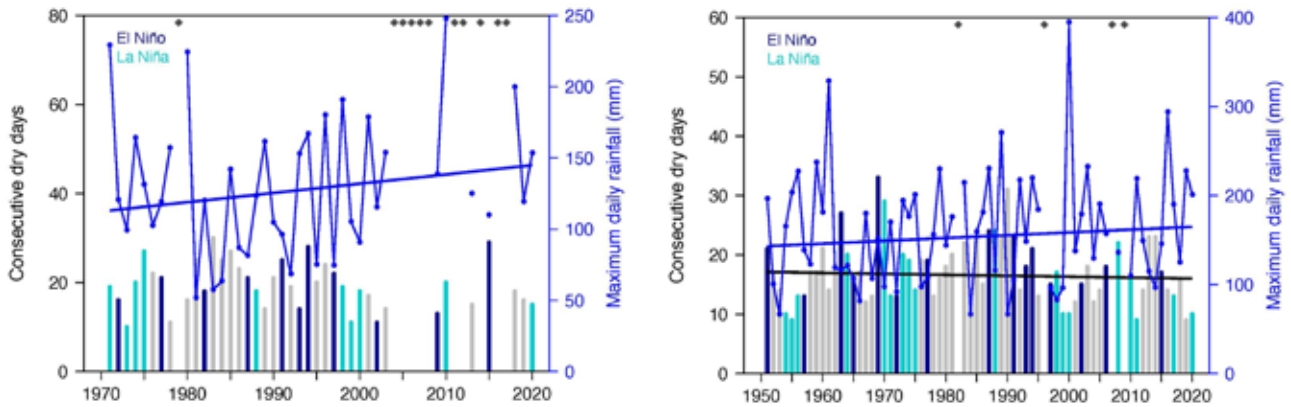 80
60
40
20
0
Consecutive dry days
El Niño
La Niña
250
200
150
100
50
0
Maximum daily rainfall (mm)
1970 1980 1990 2000 2010 2020
60
50
40
30
20
10
0
Consecutive dry days
El Niño
La Niña
400
300
200
100
0
Maximum daily rainfall (mm)
1950 1960 1970 1980 1990 2000 2010 2020